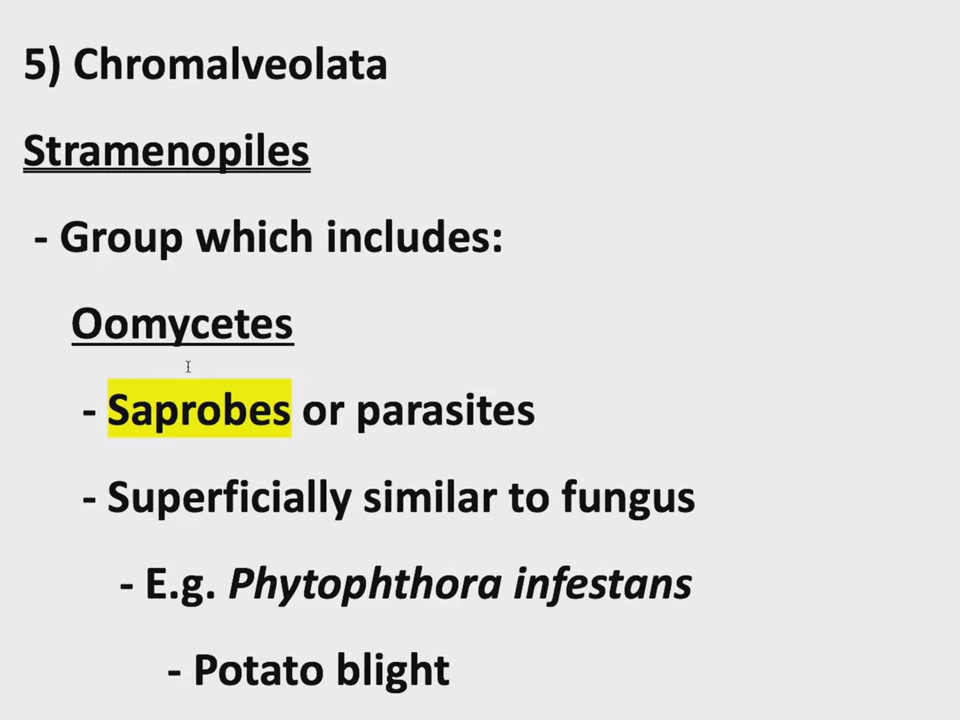 5) Chromalveolata
Stramenopiles
- Group which includes:
Oomycetes
- Saprobes or parasites
- Superficially similar to fungus
- E.g. Phytophthora infestans
- Potato blight